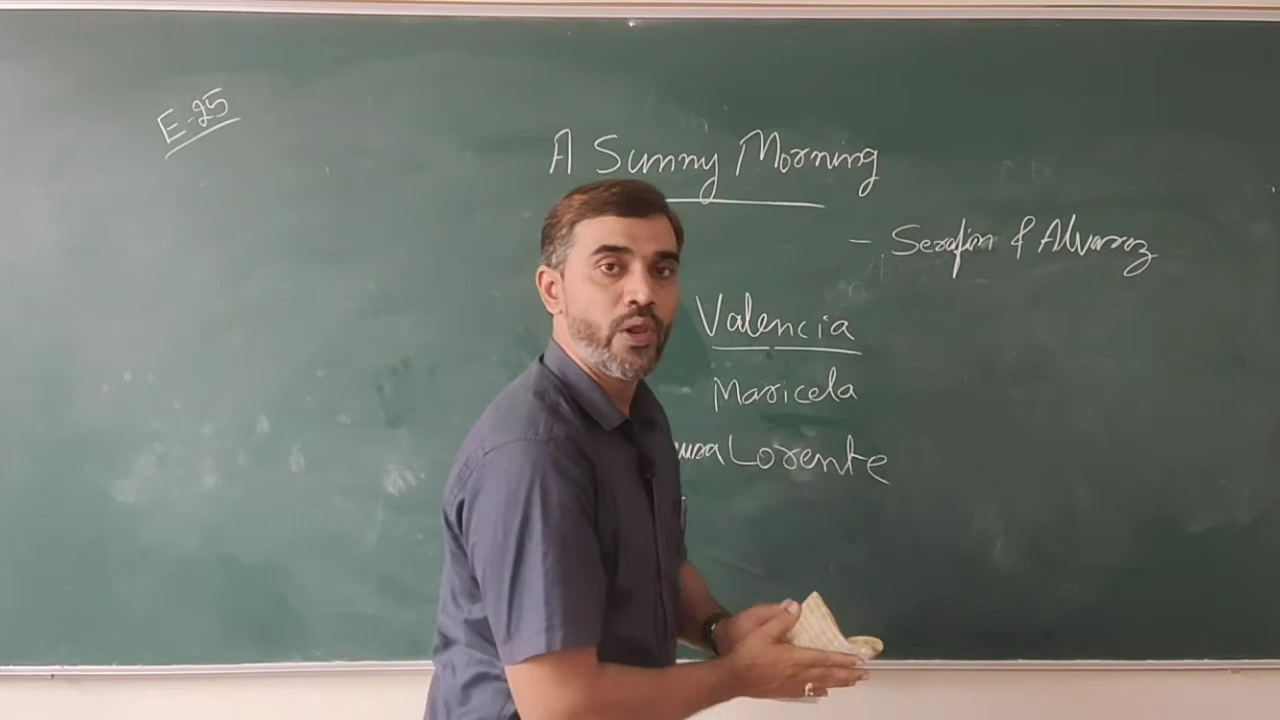 E-25
A Sunny Morning
- Serafin & Alvarez
Valencia
Maricela
Lorente